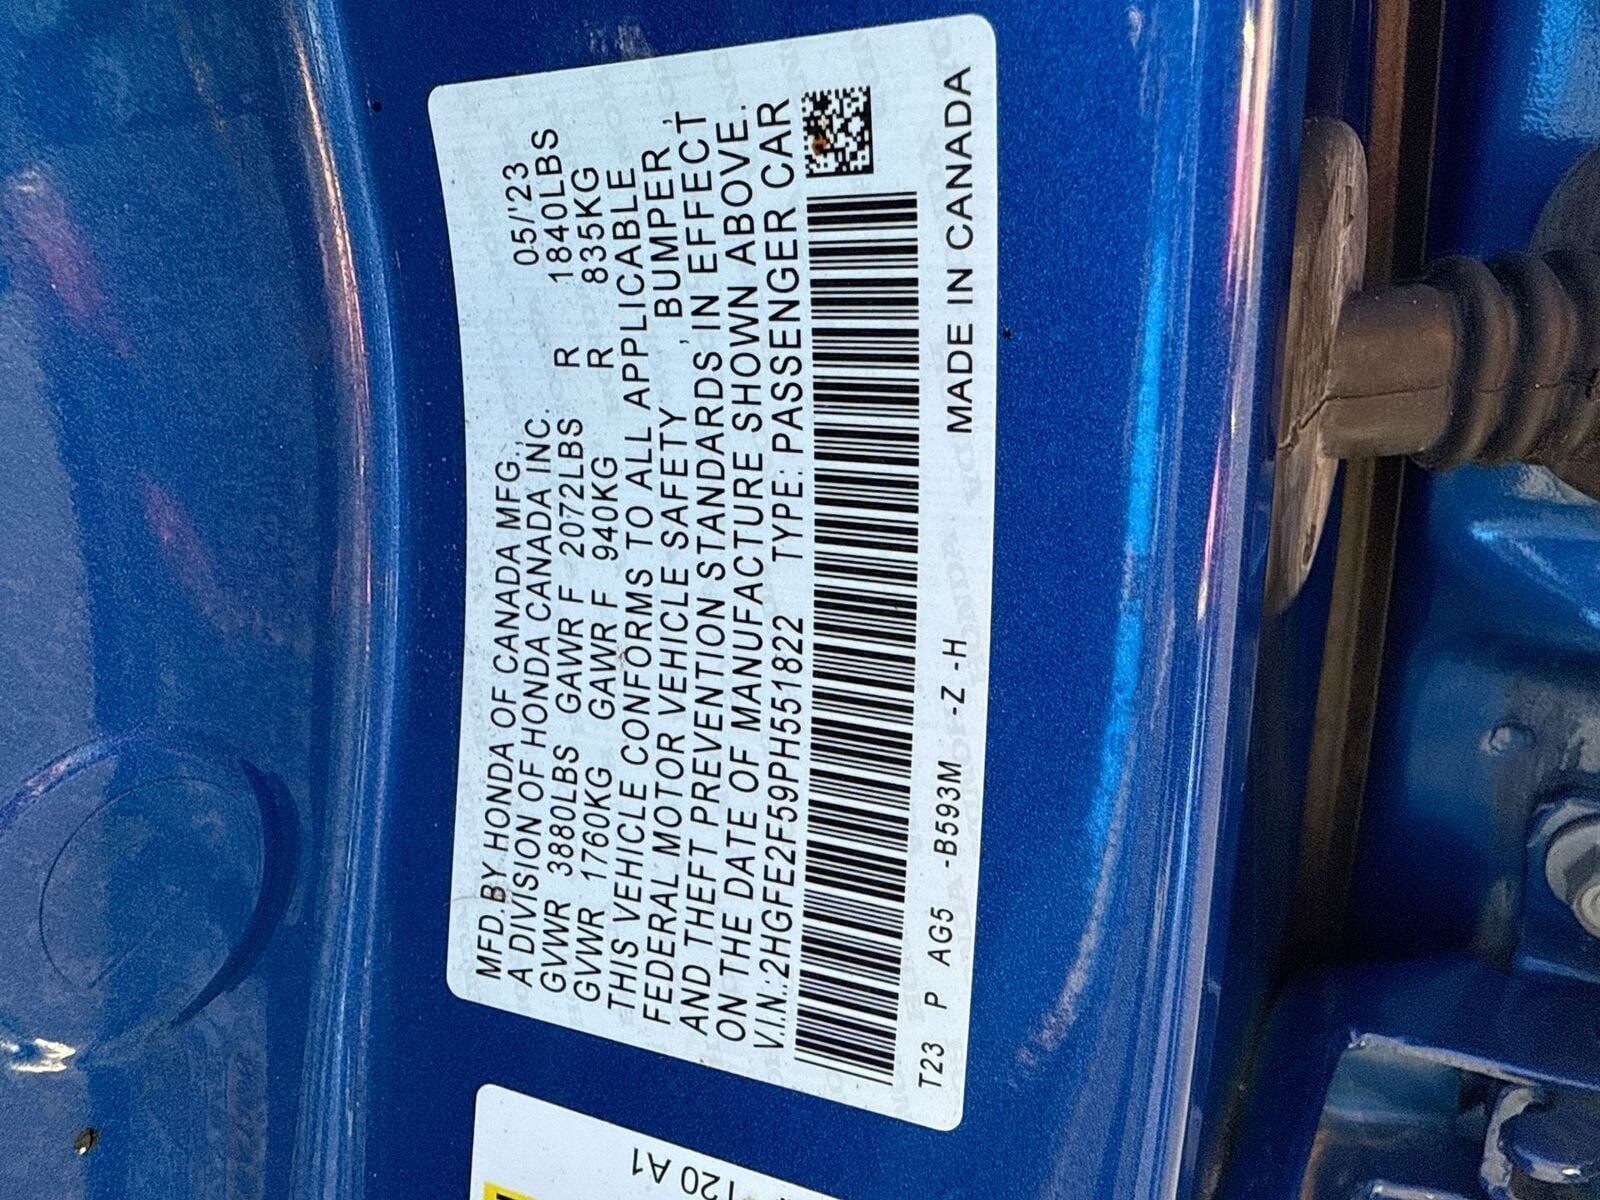 MFD. BY HONDA OF CANADA MFG.,
A DIVISION OF HONDA CANADA INC. 05/'23
GVWR 3880LBS GAWR F 2072LBS R 1840LBS
GVWR 1760KG GAWR F 940KG R 835KG
THIS VEHICLE CONFORMS TO ALL APPLICABLE
FEDERAL MOTOR VEHICLE SAFETY, BUMPER,
AND THEFT PREVENTION STANDARDS IN EFFECT
ON THE DATE OF MANUFACTURE SHOWN ABOVE.
V.I.N.:2HGFE2F59PH551822 TYPE: PASSENGER CAR
T23 P AG5 -B593M -Z -H MADE IN CANADA
120 A1